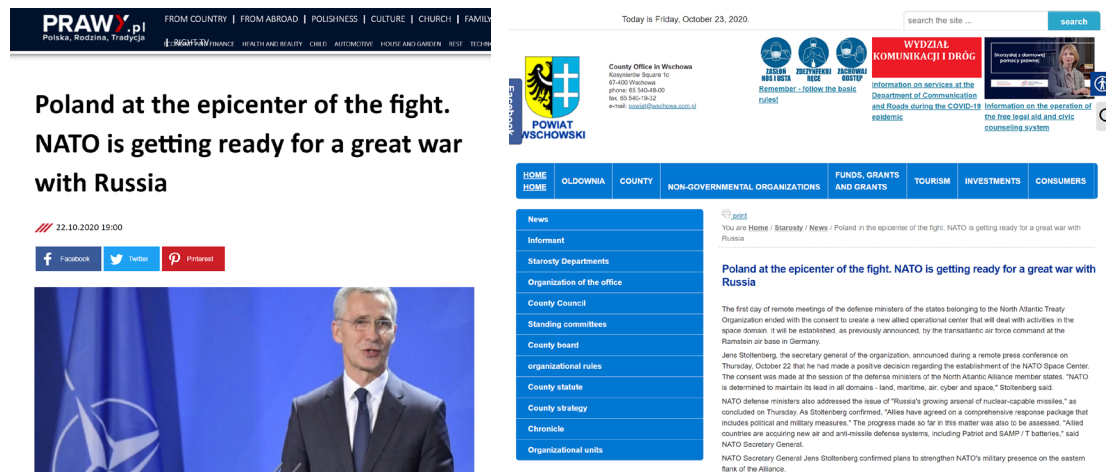 PRAWY.pl
Polska, Rodzina, Tradycja
FROM COUNTRY | FROM ABROAD | POLISHNESS | CULTURE | CHURCH | FAMILY
| RIGHT TV
ECONOMY AND FINANCE HEALTH AND BEAUTY CHILD AUTOMOTIVE HOUSE AND GARDEN REST
Poland at the epicenter of the fight.
NATO is getting ready for a great war
with Russia
22.10.2020 19:00
Facebook Twitter Pinterest
Today is Friday, October 23, 2020.
search the site ...
search
Facebook
POWIAT
WSCHOWSKI
County Office in Wschowa
Kosynierów Square 1c
67-400 Wschowa
phone: 65 540-48-00
fax. 65 540-19-32
e-mail: powiat@wschowa.com.pl
ZASŁOŃ
NOS I USTA
ZDEZYNFEKUJ
RĘCE
ZACHOWAJ
ODSTĘP
Remember - follow the basic
rules!
WYDZIAŁ
KOMUNIKACJI I DRÓG
Information on services at the
Department of Communication
and Roads during the COVID-19
epidemic
Skorzystaj z darmowej
pomocy prawnej
Information on the operation of
the free legal aid and civic
counseling system
HOME
HOME
OLDOWNIA
COUNTY
NON-GOVERNMENTAL ORGANIZATIONS
FUNDS, GRANTS
AND GRANTS
TOURISM
INVESTMENTS
CONSUMERS
News
Informant
Starosty Departments
Organization of the office
County Council
Standing committees
County board
organizational rules
County statute
County strategy
Chronicle
Organizational units
print
You are Home / Starosty / News / Poland in the epicenter of the fight. NATO is getting ready for a great war with
Russia
Poland at the epicenter of the fight. NATO is getting ready for a great war with
Russia
The first day of remote meetings of the defense ministers of the states belonging to the North Atlantic Treaty
Organization ended with the consent to create a new allied operational center that will deal with activities in the
space domain. It will be established, as previously announced, by the transatlantic air force command at the
Ramstein air base in Germany.
Jens Stoltenberg, the secretary general of the organization, announced during a remote press conference on
Thursday, October 22 that he had made a positive decision regarding the establishment of the NATO Space Center.
The consent was made at the session of the defense ministers of the North Atlantic Alliance member states. "NATO
is determined to maintain its lead in all domains - land, maritime, air, cyber and space," Stoltenberg said.
NATO defense ministers also addressed the issue of "Russia's growing arsenal of nuclear-capable missiles," as
concluded on Thursday. As Stoltenberg confirmed, "Allies have agreed on a comprehensive response package that
includes political and military measures." The progress made so far in this matter was also to be assessed. "Allied
countries are acquiring new air and anti-missile defense systems, including Patriot and SAMP / T batteries," said
NATO Secretary General.
NATO Secretary General Jens Stoltenberg confirmed plans to strengthen NATO's military presence on the eastern
flank of the Alliance.